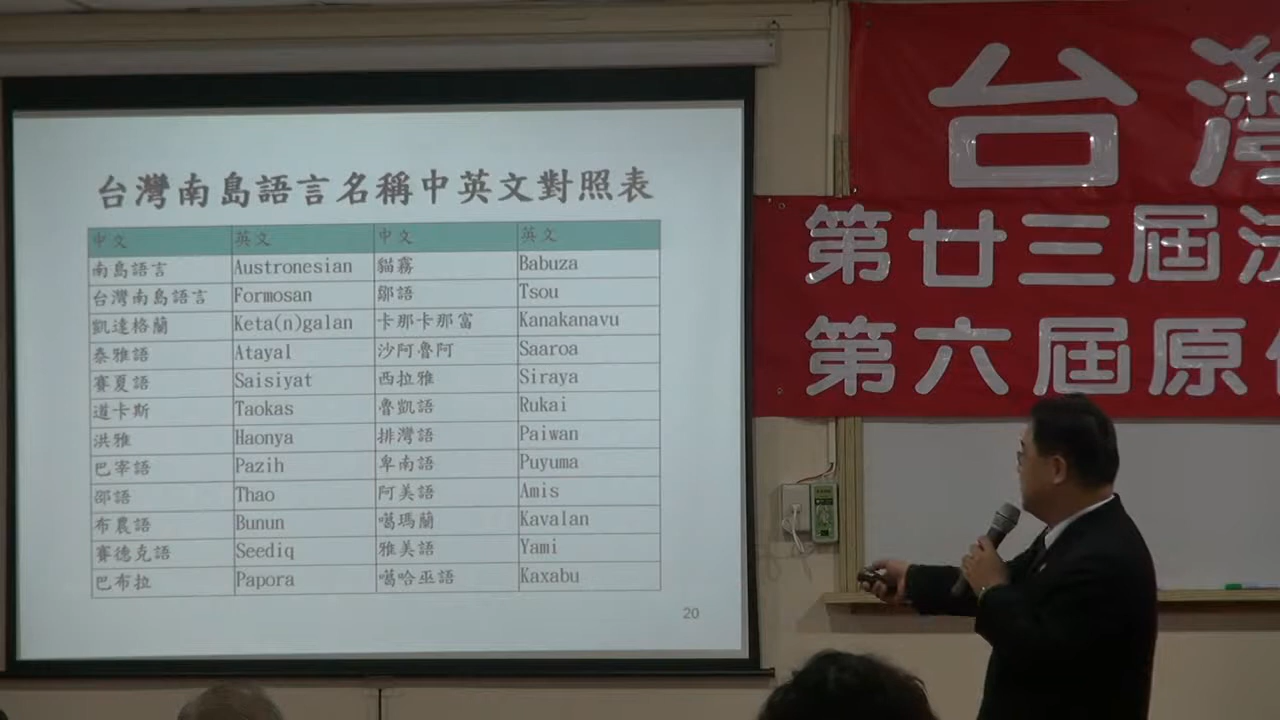 台灣南島語言名稱中英文對照表
中文 英文 中文 英文
南島語言 Austronesian 貓霧 Babuza
台灣南島語言 Formosan 鄒語 Tsou
凱達格蘭 Keta(n)galan 卡那卡那富 Kanakanavu
泰雅語 Atayal 沙阿魯阿 Saaroa
賽夏語 Saisiyat 西拉雅 Siraya
道卡斯 Taokas 魯凱語 Rukai
洪雅 Haonya 排灣語 Paiwan
巴宰語 Pazih 卑南語 Puyuma
邵語 Thao 阿美語 Amis
布農語 Bunun 噶瑪蘭 Kavalan
賽德克語 Seediq 雅美語 Yami
巴布拉 Papora 噶哈巫語 Kaxabu
20
台灣
第廿三屆法
第六屆原住